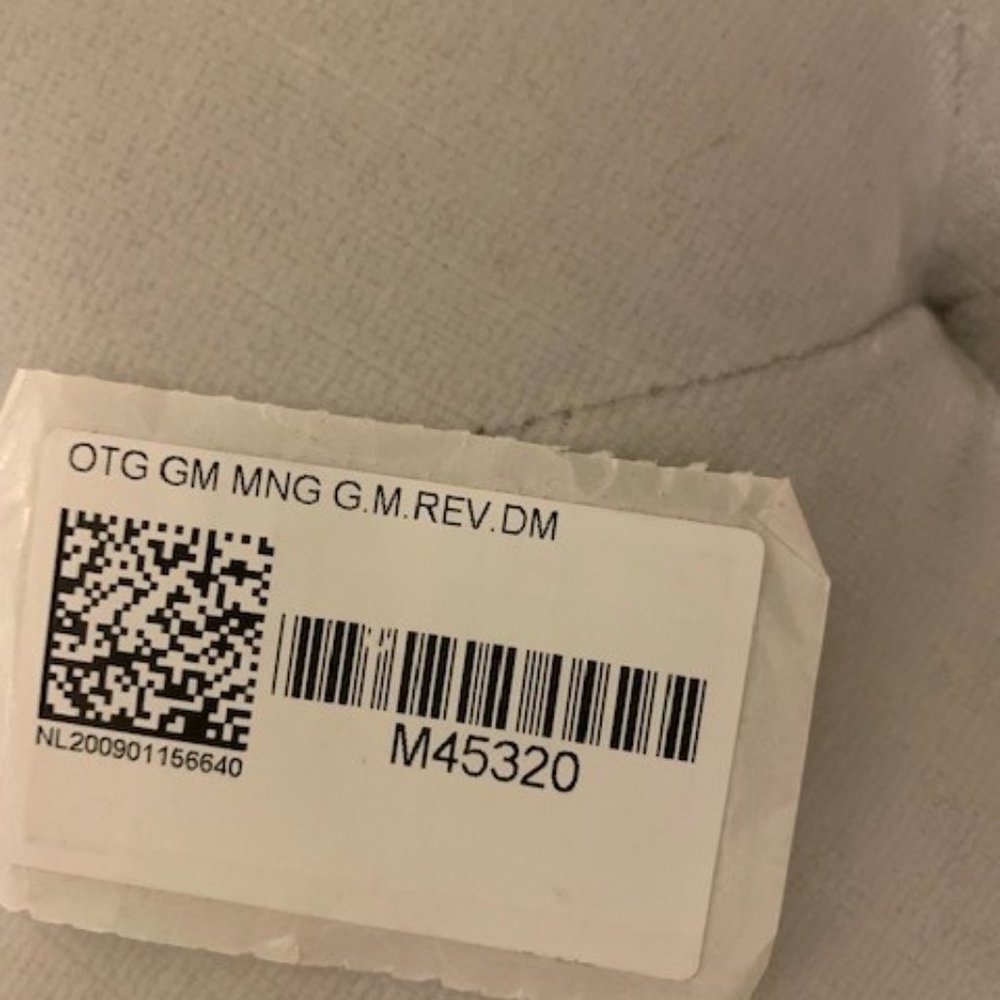 OTG GM MNG G.M.REV.DM
NL200901156640
M45320